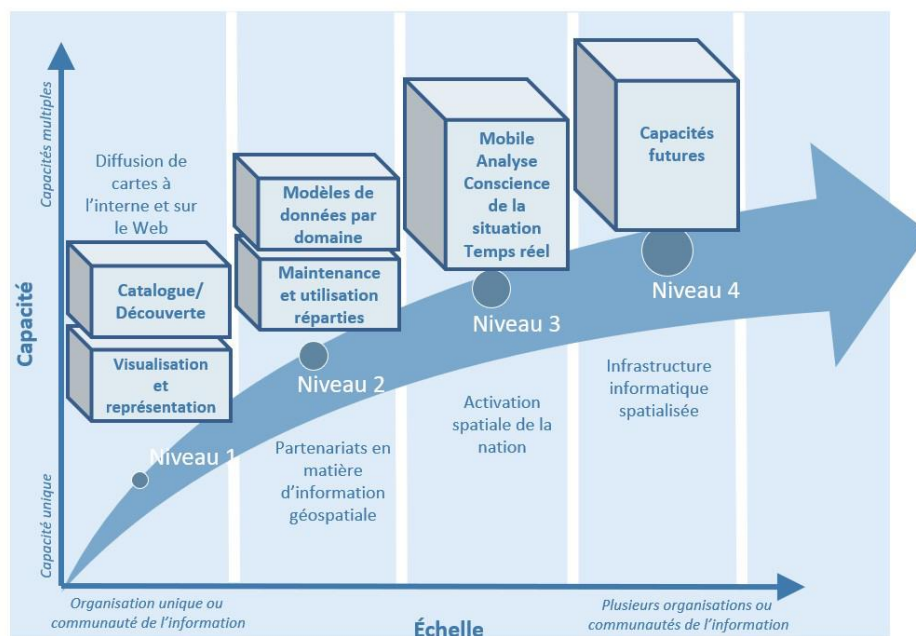 Capacités multiples
Capacité
Capacité unique
Diffusion de
cartes à
l'interne et sur
le Web
Catalogue/
Découverte
Visualisation
et
représentation
Niveau 1
Modèles de
données par
domaine
Maintenance
et utilisation
réparties
Niveau 2
Partenariats en
matière
d'information
géospatiale
Mobile
Analyse
Conscience
de la
situation
Temps réel
Niveau 3
Activation
spatiale de la
nation
Capacités
futures
Niveau 4
Infrastructure
informatique
spatialisée
Organisation unique ou
communauté de l'information
Échelle
Plusieurs organisations ou
communautés de l'information